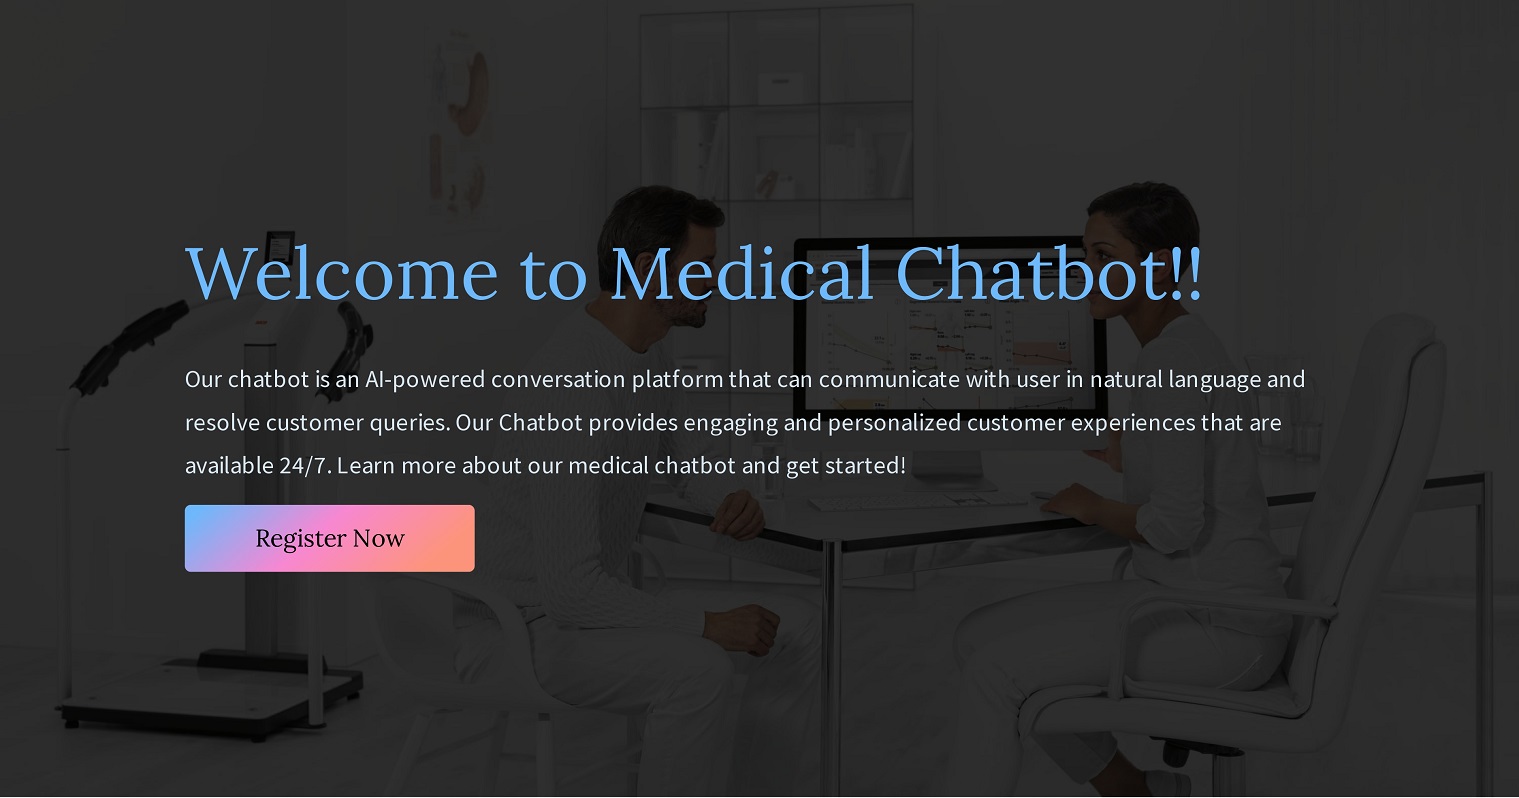 Welcome to Medical Chatbot!!
Our chatbot is an AI-powered conversation platform that can communicate with user in natural language and
resolve customer queries. Our Chatbot provides engaging and personalized customer experiences that are
available 24/7. Learn more about our medical chatbot and get started!
Register Now